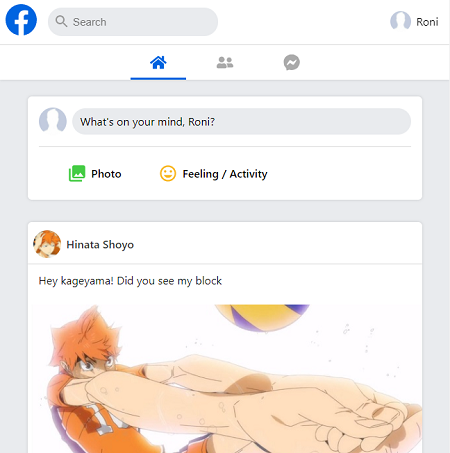 Search
Roni
What's on your mind, Roni?
Photo
Feeling / Activity
Hinata Shoyo
Hey kageyama! Did you see my block